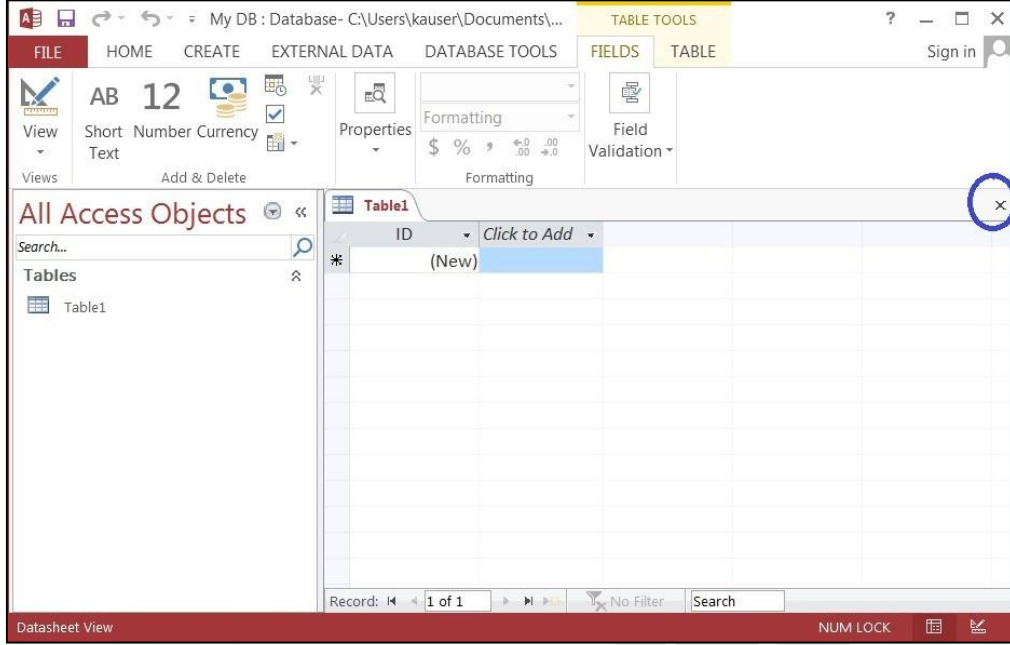 My DB : Database- C:\Users\kauser\Documents\...
TABLE TOOLS
?
FILE HOME CREATE EXTERNAL DATA DATABASE TOOLS FIELDS TABLE Sign in
AB 12
View
Short Text
Number
Currency
Properties
Formatting
$ % , .00 .00 .0
Field Validation
Views
Add & Delete
Formatting
All Access Objects «
Table1
ID Click to Add
Search...
(New)
Tables
Table1
Record: 1 of 1 No Filter Search
Datasheet View NUM LOCK